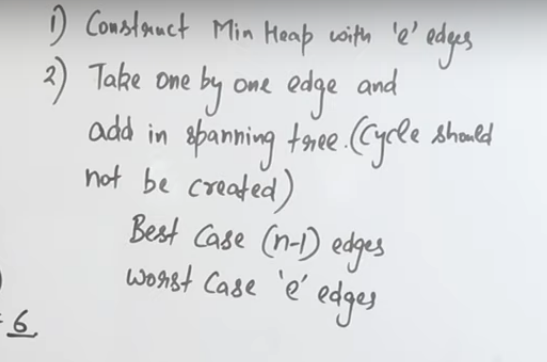 1) Construct Min Heap with 'e' edges
2) Take one by one edge and
add in spanning tree. (Cycle should
not be created)
Best Case (n-1) edges
Worst Case 'e' edges
6